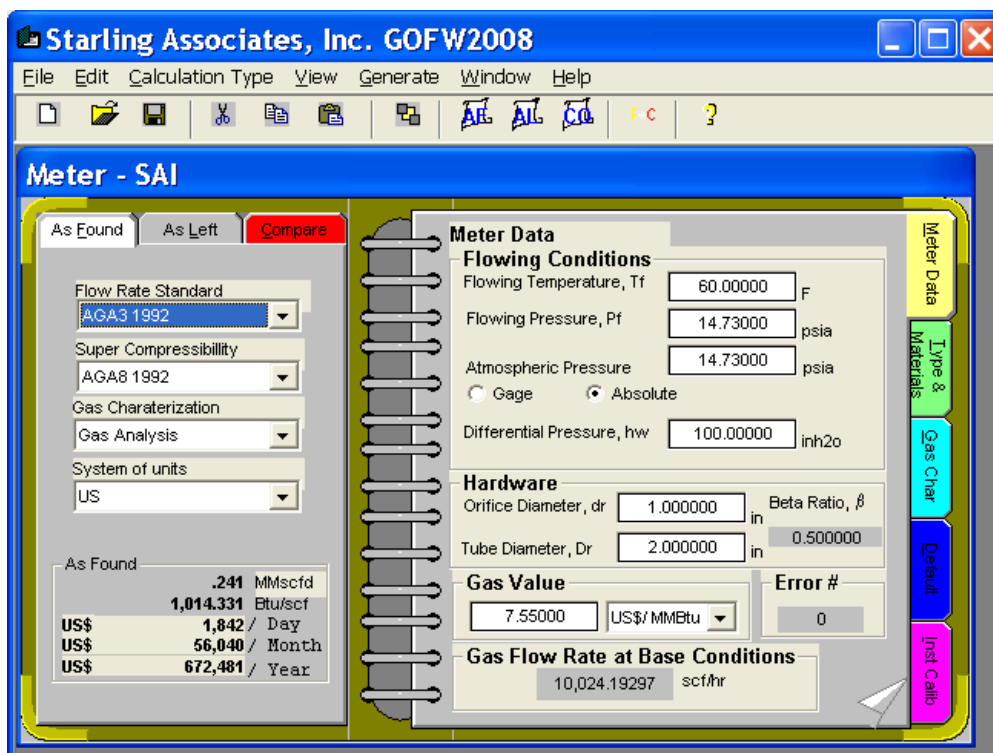 Starling Associates, Inc. GOFW2008
File Edit Calculation Type View Generate Window Help
AF. AL. CO. F C ?
Meter - SAI
As Found As Left Compare
Flow Rate Standard
AGA3 1992
Super Compressibillity
AGA8 1992
Gas Charaterization
Gas Analysis
System of units
US
As Found
.241 MMscfd
1,014.331 Btu/scf
US$ 1,842 / Day
US$ 56,040 / Month
US$ 672,481 / Year
Meter Data
Flowing Conditions
Flowing Temperature, Tf 60.00000 F
Flowing Pressure, Pf 14.73000 psia
Atmospheric Pressure 14.73000 psia
Gage Absolute
Differential Pressure, hw 100.00000 inh2o
Hardware
Orifice Diameter, dr 1.000000 in Beta Ratio, β
Tube Diameter, Dr 2.000000 in 0.500000
Gas Value Error #
7.55000 US$/ MMBtu 0
Gas Flow Rate at Base Conditions
10,024.19297 scf/hr
Meter Data
Type &
Materials
Gas Char
Default
Inst Calib